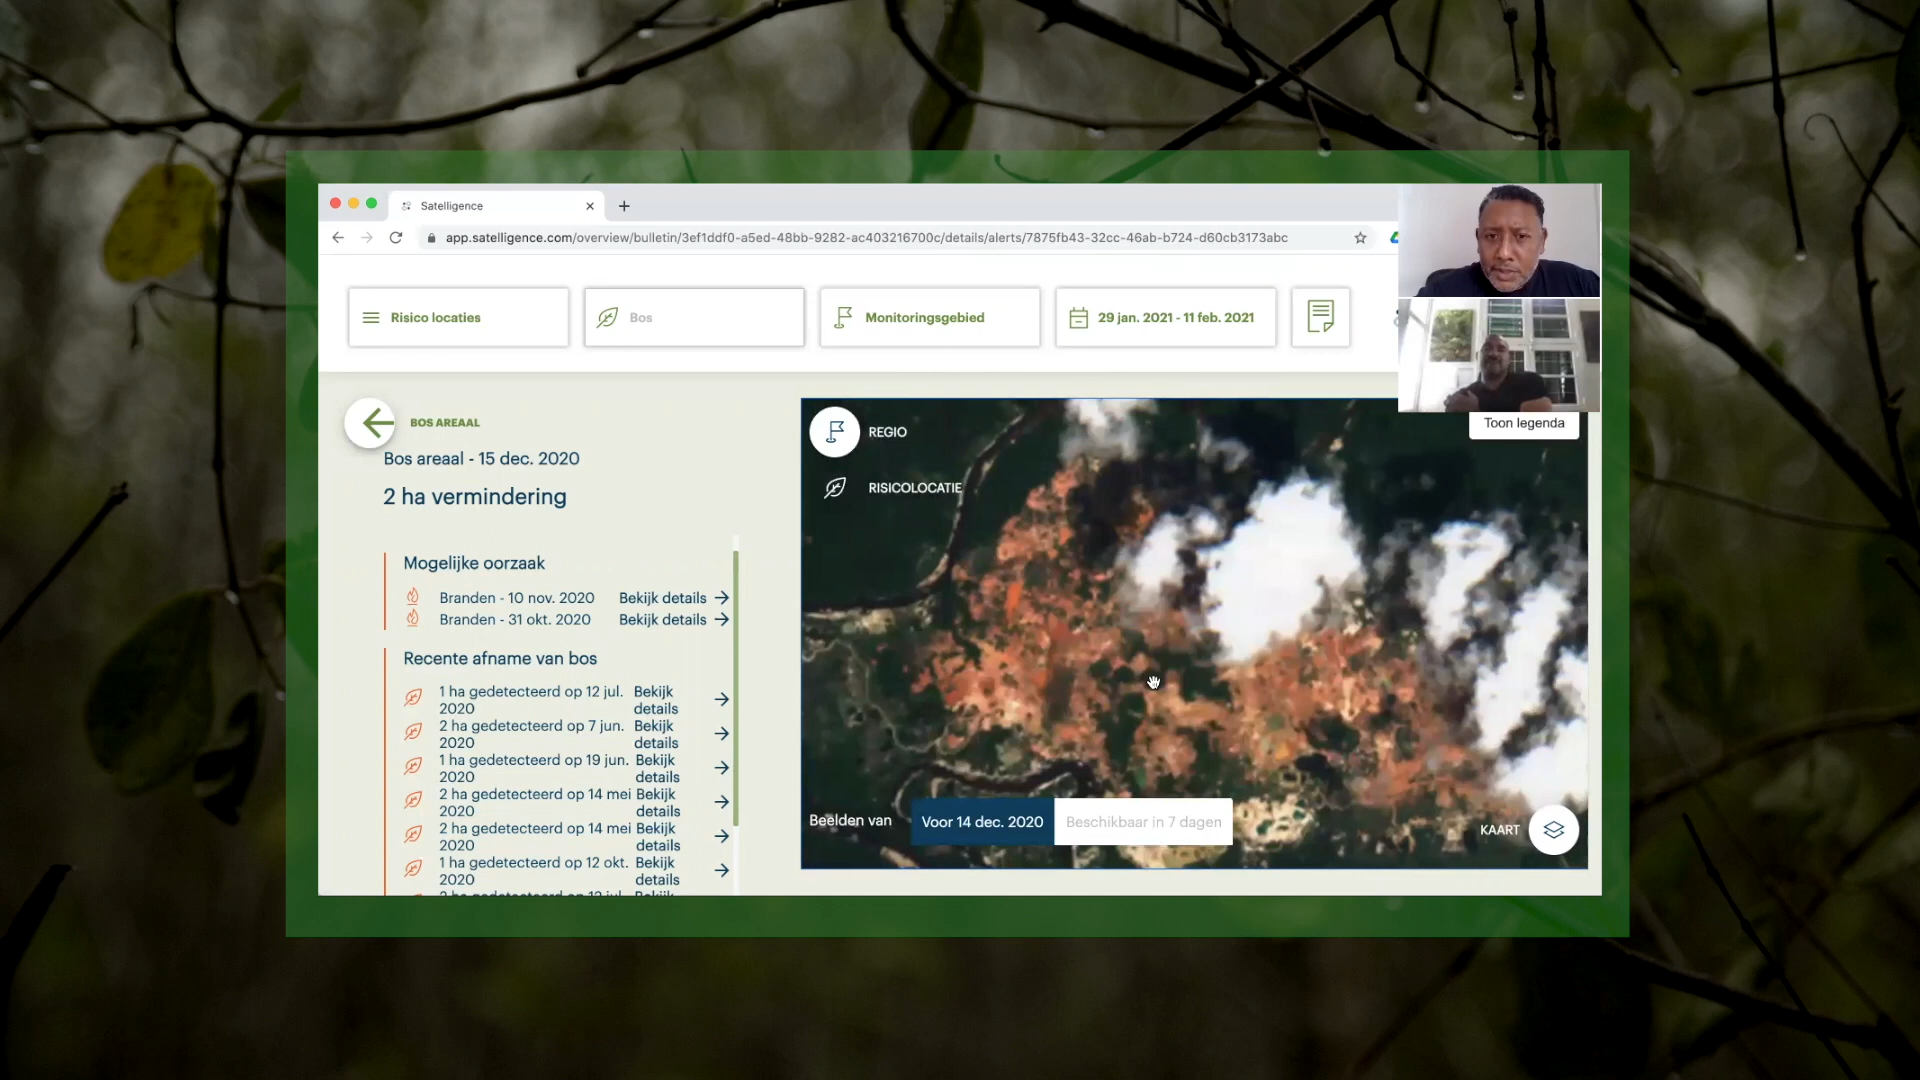 Satelligence
app.satelligence.com/overview/bulletin/3ef1ddf0-a5ed-48bb-9282-ac403216700c/details/alerts/7875fb43-32cc-46ab-b724-d60cb3173abc
Risico locaties
Bos
Monitoringsgebied
29 jan. 2021 - 11 feb. 2021
BOS AREAAL
Bos areaal - 15 dec. 2020
2 ha vermindering
Mogelijke oorzaak
Branden - 10 nov. 2020 Bekijk details
Branden - 31 okt. 2020 Bekijk details
Recente afname van bos
1 ha gedetecteerd op 12 jul. 2020 Bekijk details
2 ha gedetecteerd op 7 jun. 2020 Bekijk details
1 ha gedetecteerd op 19 jun. 2020 Bekijk details
2 ha gedetecteerd op 14 mei 2020 Bekijk details
2 ha gedetecteerd op 14 mei 2020 Bekijk details
1 ha gedetecteerd op 12 okt. 2020 Bekijk details
REGIO
RISICOLOCATIE
Toon legenda
Beelden van
Voor 14 dec. 2020
Beschikbaar in 7 dagen
KAART